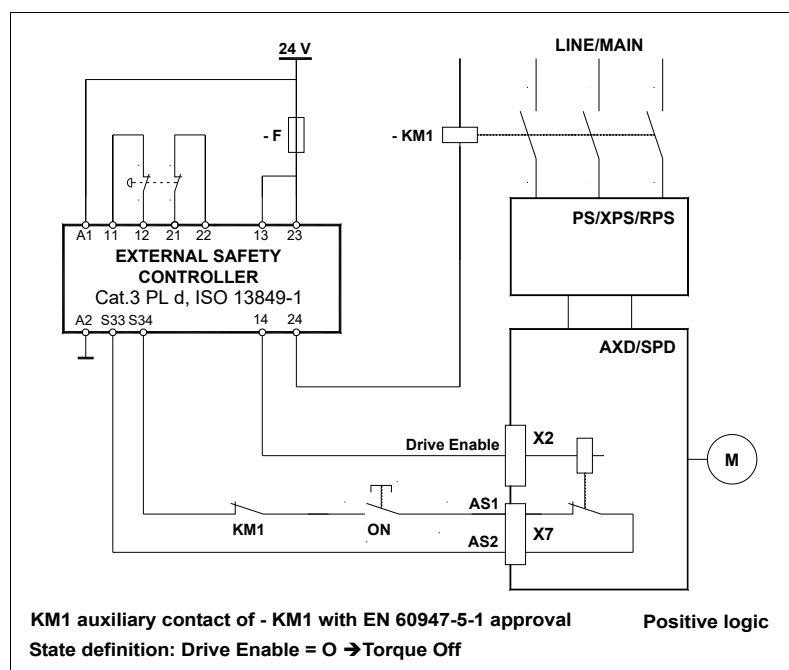 24 V
LINE/MAIN
- F
- KM1
A1 11 12 21 22 13 23
PS/XPS/RPS
EXTERNAL SAFETY
CONTROLLER
Cat.3 PL d, ISO 13849-1
A2 S33 S34 14 24
AXD/SPD
Drive Enable
X2
M
AS1
KM1
ON
X7
AS2
KM1 auxiliary contact of - KM1 with EN 60947-5-1 approval
Positive logic
State definition: Drive Enable = O ➔Torque Off